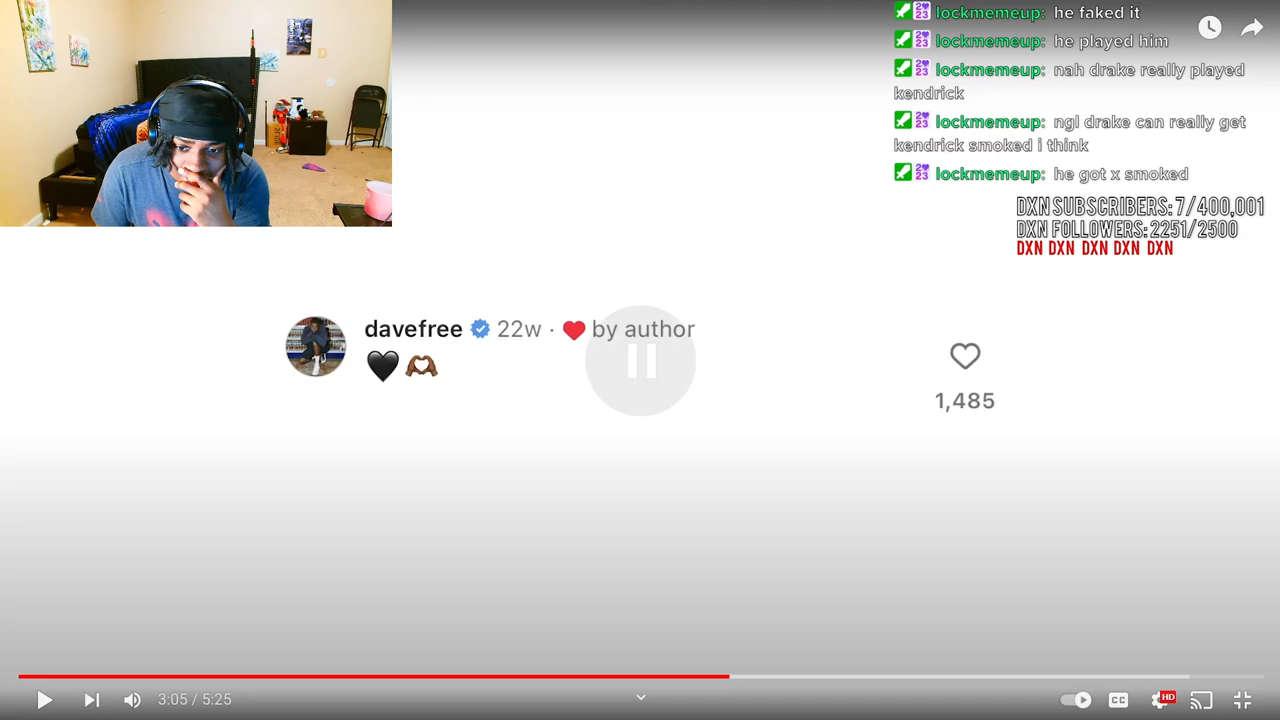 lockmemeup: he faked it
lockmemeup: he played him
lockmemeup: nah drake really played
kendrick
lockmemeup: ngl drake can really get
kendrick smoked i think
lockmemeup: he got x smoked
DXN SUBSCRIBERS: 7/400,001
DXN FOLLOWERS: 2251/2500
DXN DXN DXN DXN DXN
davefree 22w · ❤️ by author
🖤 🫶🏾
1,485
3:05 / 5:25
CC
HD